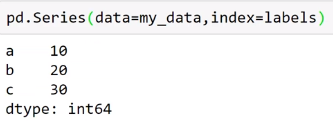 pd.Series(data=my_data,index=labels)
a    10
b    20
c    30
dtype: int64